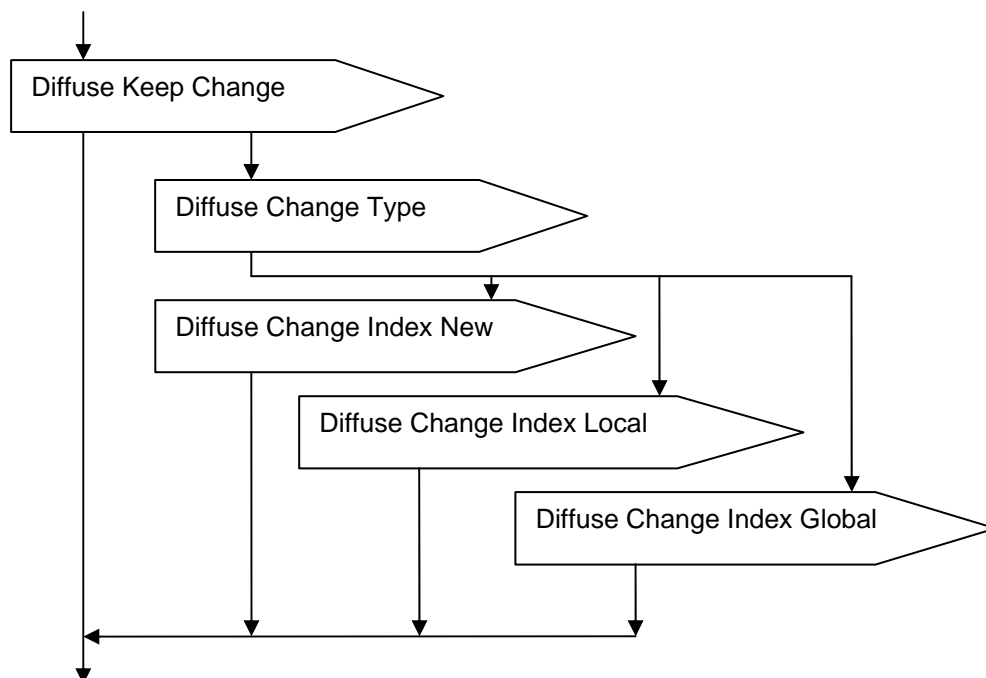 Diffuse Keep Change
Diffuse Change Type
Diffuse Change Index New
Diffuse Change Index Local
Diffuse Change Index Global